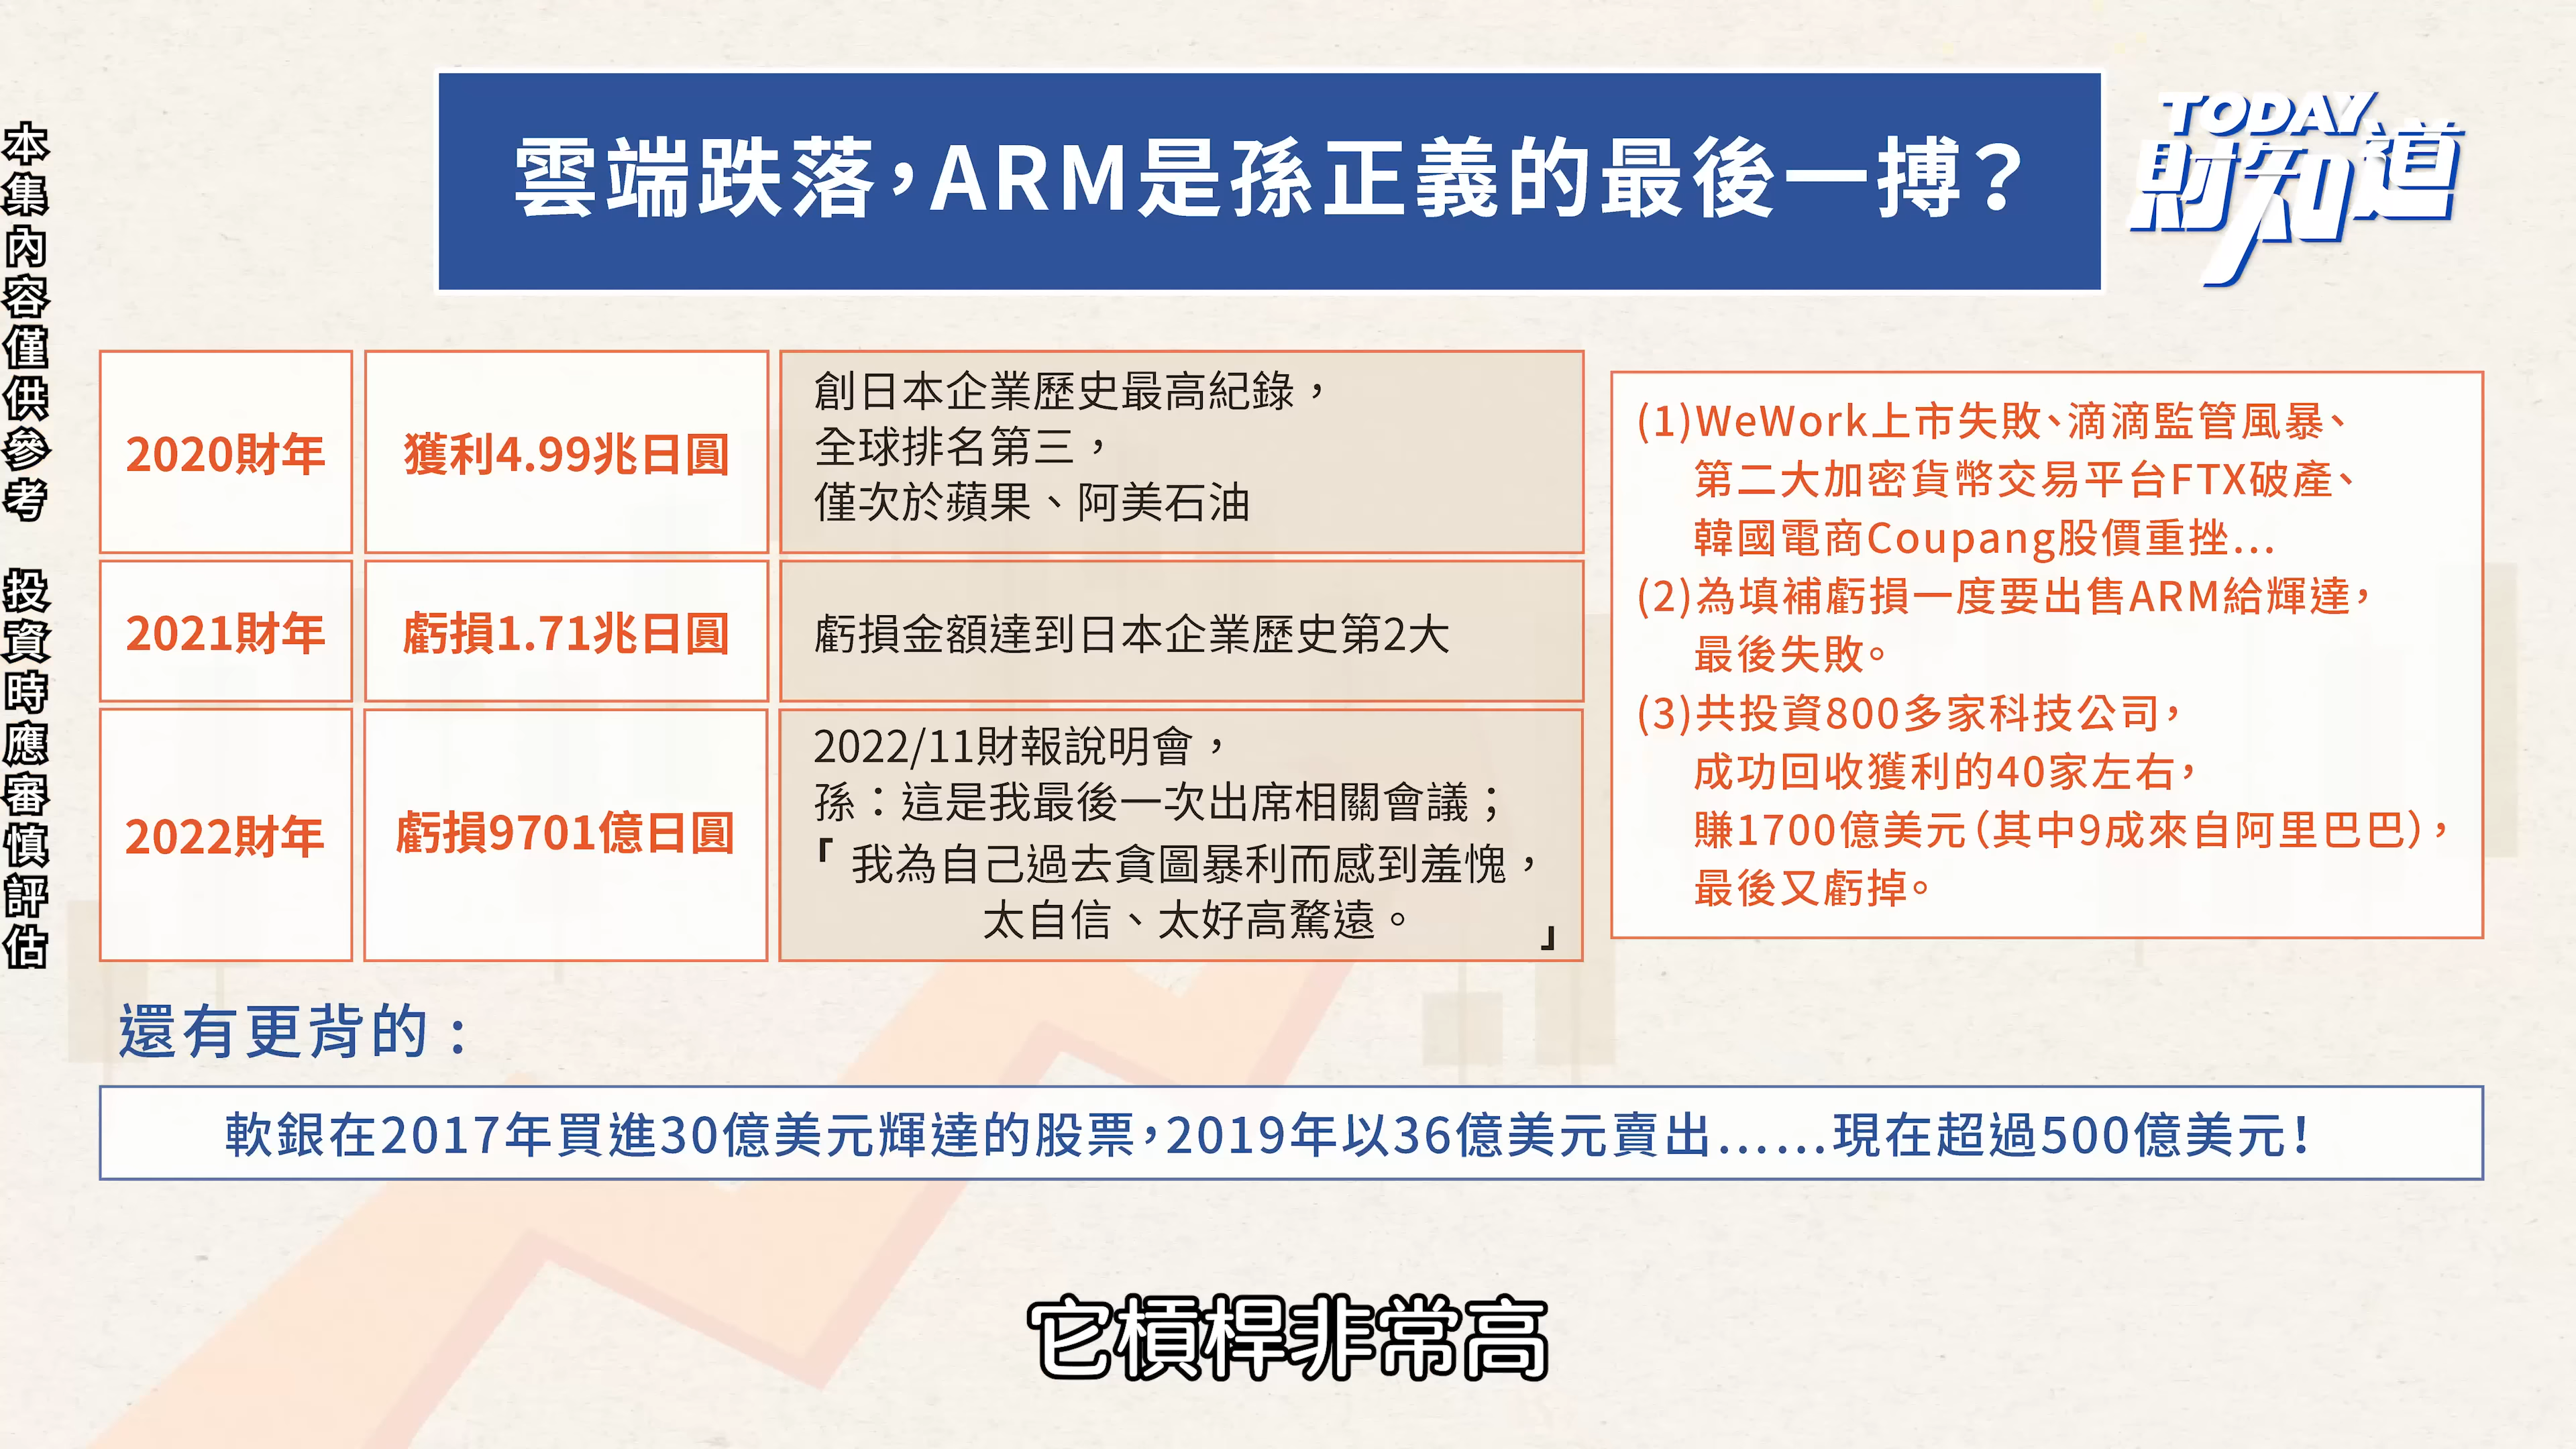 雲端跌落，ARM是孫正義的最後一搏？
TODAY
財知道
本集內容僅供參考 投資時應審慎評估
2020財年
獲利4.99兆日圓
創日本企業歷史最高紀錄，
全球排名第三，
僅次於蘋果、阿美石油
2021財年
虧損1.71兆日圓
虧損金額達到日本企業歷史第2大
2022財年
虧損9701億日圓
2022/11財報說明會，
孫：這是我最後一次出席相關會議；
「我為自己過去貪圖暴利而感到羞愧，
太自信、太好高騖遠。」
(1)WeWork上市失敗、滴滴監管風暴、
第二大加密貨幣交易平台FTX破產、
韓國電商Coupang股價重挫...
(2)為填補虧損一度要出售ARM給輝達，
最後失敗。
(3)共投資800多家科技公司，
成功回收獲利的40家左右，
賺1700億美元（其中9成來自阿里巴巴），
最後又虧掉。
還有更背的：
軟銀在2017年買進30億美元輝達的股票，2019年以36億美元賣出……現在超過500億美元！
它槓桿非常高